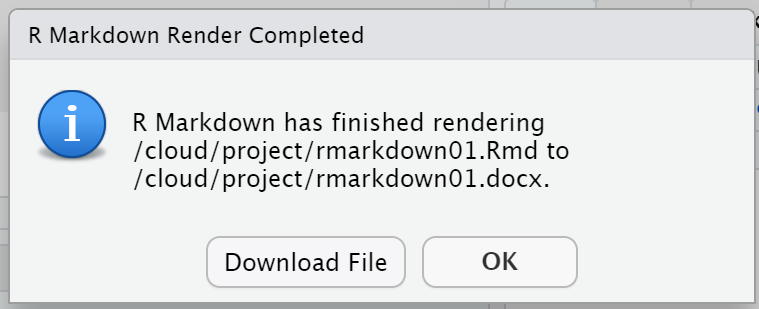 R Markdown Render Completed
R Markdown has finished rendering
/cloud/project/rmarkdown01.Rmd to
/cloud/project/rmarkdown01.docx.
Download File
OK